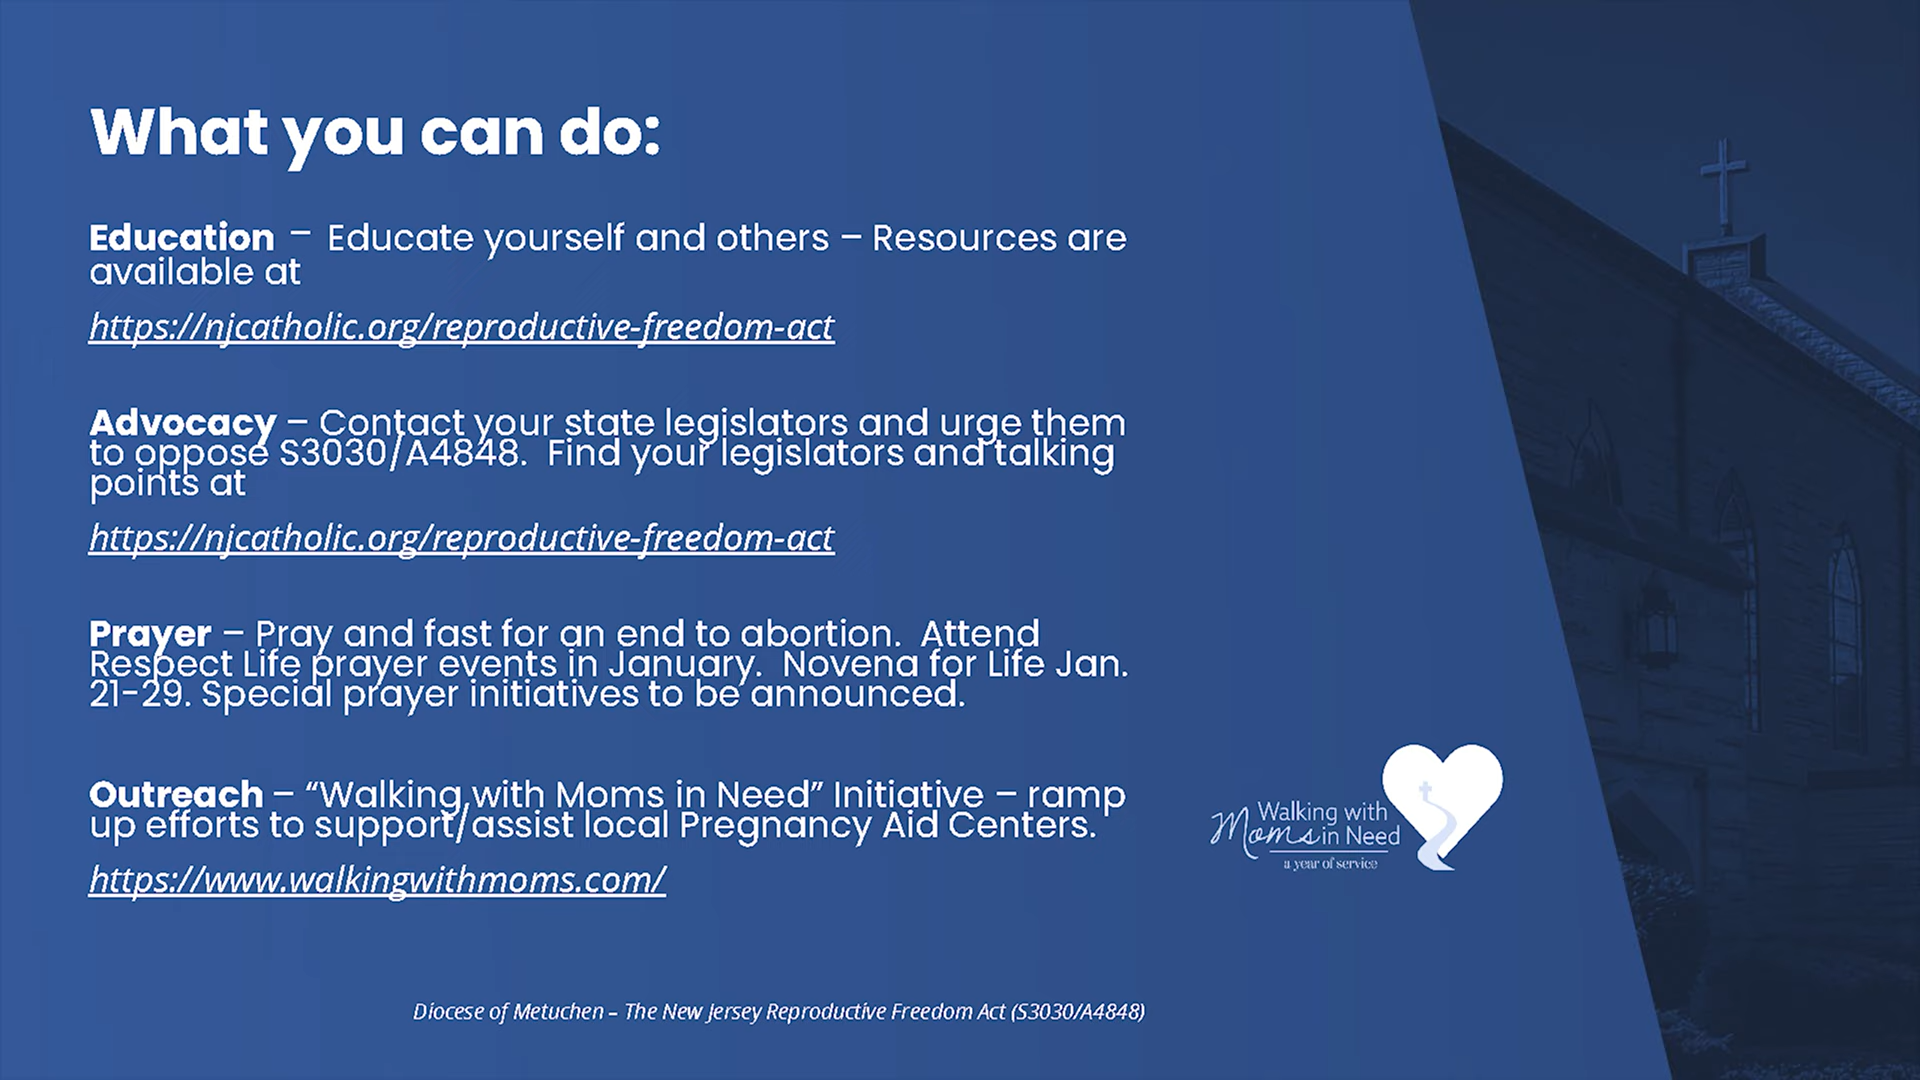 What you can do:
Education – Educate yourself and others – Resources are
available at
https://njcatholic.org/reproductive-freedom-act
Advocacy – Contact your state legislators and urge them
to oppose S3030/A4848. Find your legislators and talking
points at
https://njcatholic.org/reproductive-freedom-act
Prayer – Pray and fast for an end to abortion. Attend
Respect Life prayer events in January. Novena for Life Jan.
21-29. Special prayer initiatives to be announced.
Outreach – “Walking with Moms in Need” Initiative – ramp
up efforts to support/assist local Pregnancy Aid Centers.
https://www.walkingwithmoms.com/
Walking with
Moms in Need
a year of service
Diocese of Metuchen – The New Jersey Reproductive Freedom Act (S3030/A4848)